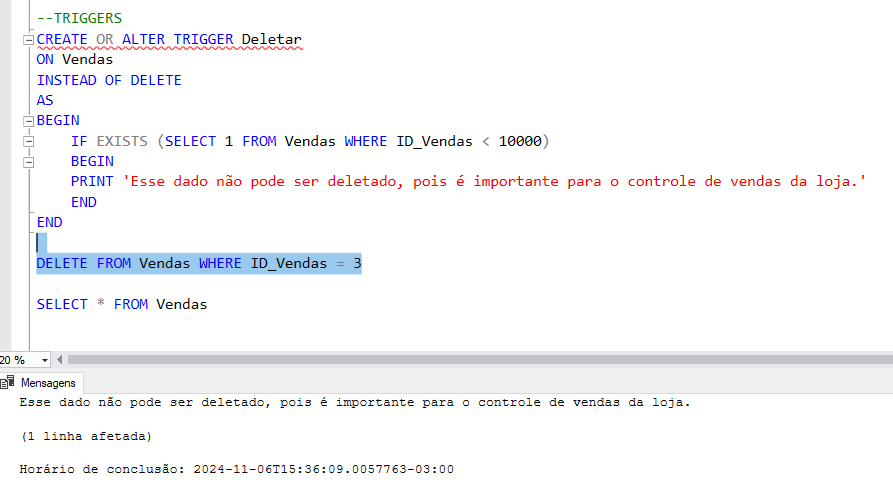 --TRIGGERS
CREATE OR ALTER TRIGGER Deletar
ON Vendas
INSTEAD OF DELETE
AS
BEGIN
    IF EXISTS (SELECT 1 FROM Vendas WHERE ID_Vendas < 10000)
    BEGIN
    PRINT 'Esse dado não pode ser deletado, pois é importante para o controle de vendas da loja.'
    END
END
DELETE FROM Vendas WHERE ID_Vendas = 3
SELECT * FROM Vendas
20 %
Mensagens
Esse dado não pode ser deletado, pois é importante para o controle de vendas da loja.
(1 linha afetada)
Horário de conclusão: 2024-11-06T15:36:09.0057763-03:00